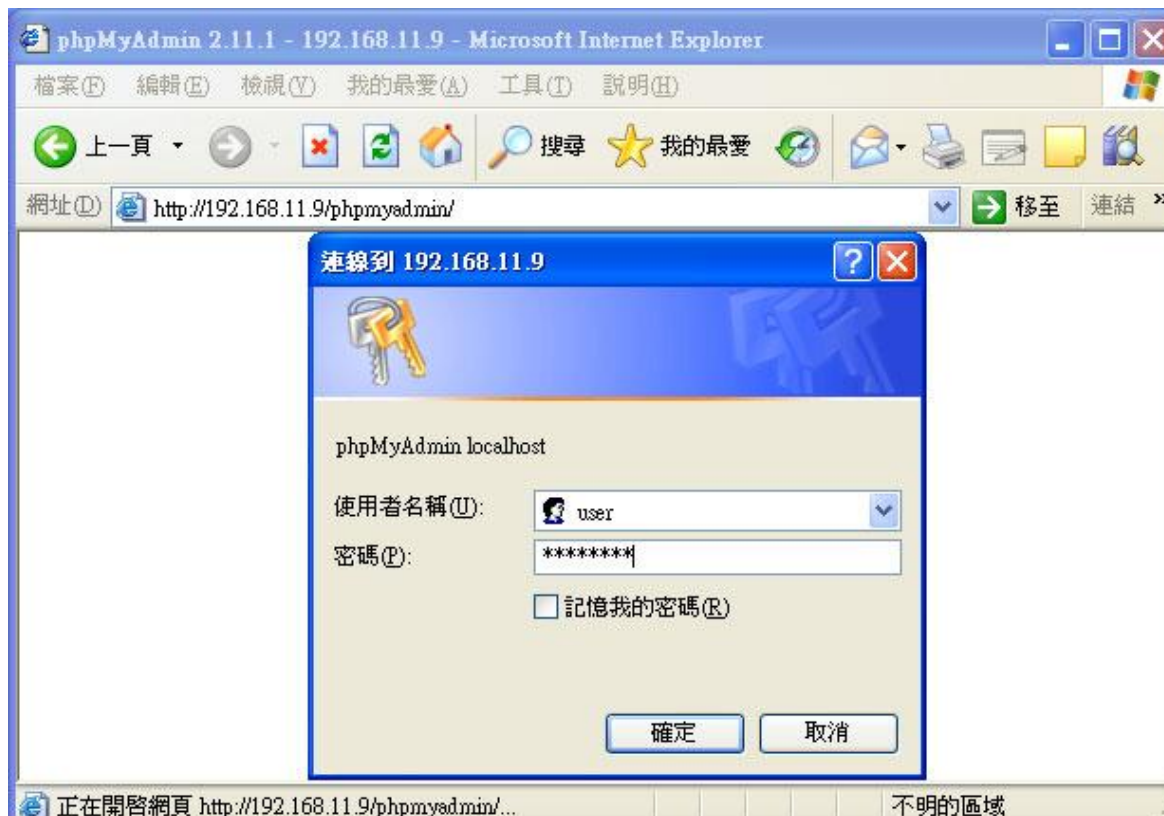 phpMyAdmin 2.11.1 - 192.168.11.9 - Microsoft Internet Explorer
檔案(F) 編輯(E) 檢視(V) 我的最愛(A) 工具(T) 說明(H)
上一頁 搜尋 我的最愛
網址(D) http://192.168.11.9/phpmyadmin/ 移至 連結 »
連線到 192.168.11.9
phpMyAdmin localhost
使用者名稱(U): user
密碼(P): ********
記憶我的密碼(R)
確定 取消
正在開啓網頁 http://192.168.11.9/phpmyadmin/... 不明的區域